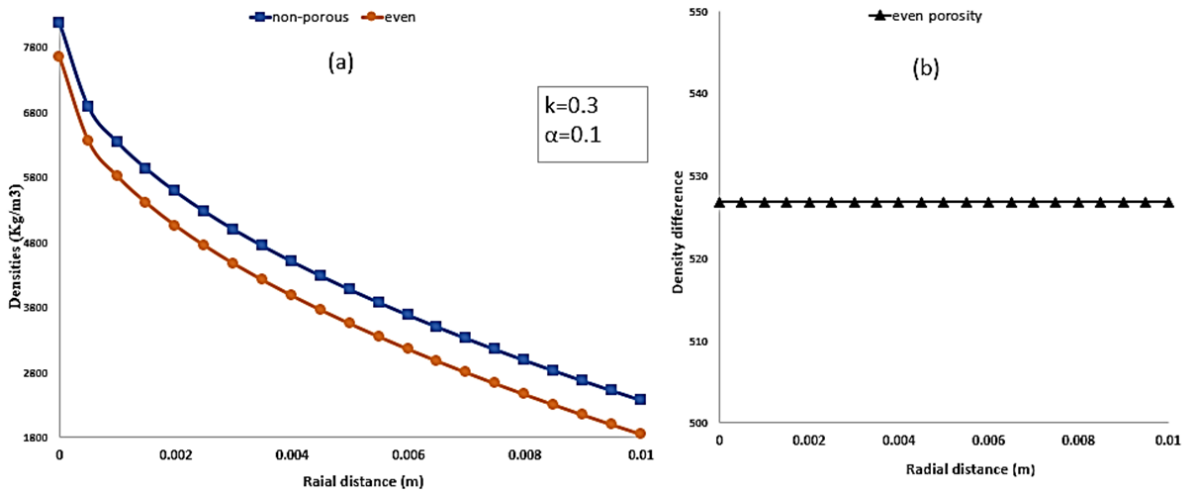 non-porous even
(a)
k=0.3
α=0.1
Densities (Kg/m3)
7800
6800
5800
4800
3800
2800
1800
0 0.002 0.004 0.006 0.008 0.01
Raial distance (m)
even porosity
(b)
Density difference
550
540
530
520
510
500
0 0.002 0.004 0.006 0.008 0.01
Radial distance (m)